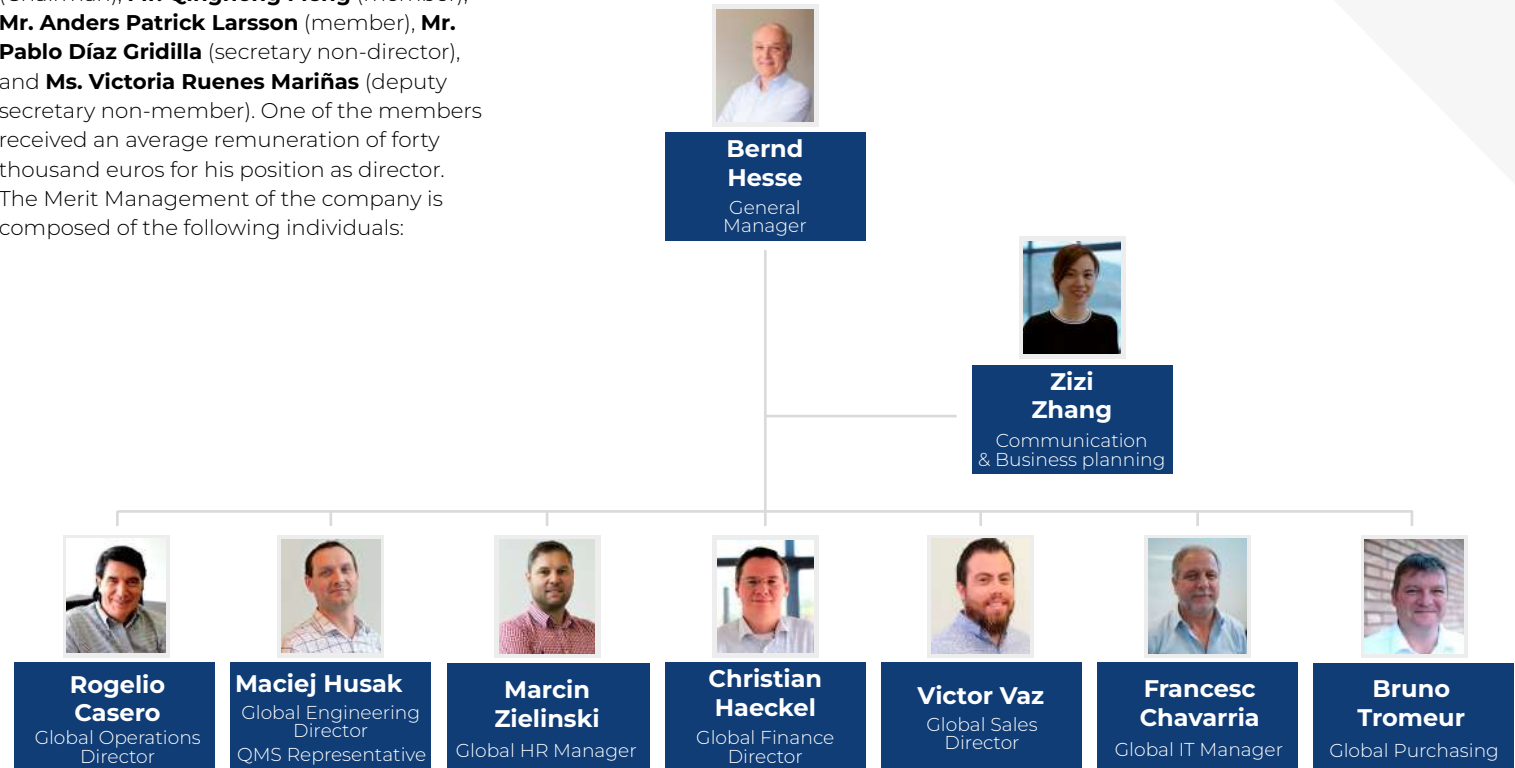 (Chairman), Mr. Meng (member),
Mr. Anders Patrick Larsson (member), Mr.
Pablo Díaz Gridilla (secretary non-director),
and Ms. Victoria Ruenes Mariñas (deputy
secretary non-member). One of the members
received an average remuneration of forty
thousand euros for his position as director.
The Merit Management of the company is
composed of the following individuals:
Bernd
Hesse
General
Manager
Zizi
Zhang
Communication
& Business planning
Rogelio
Casero
Global Operations
Director
Maciej Husak
Global Engineering
Director
QMS Representative
Marcin
Zielinski
Global HR Manager
Christian
Haeckel
Global Finance
Director
Victor Vaz
Global Sales
Director
Francesc
Chavarria
Global IT Manager
Bruno
Tromeur
Global Purchasing